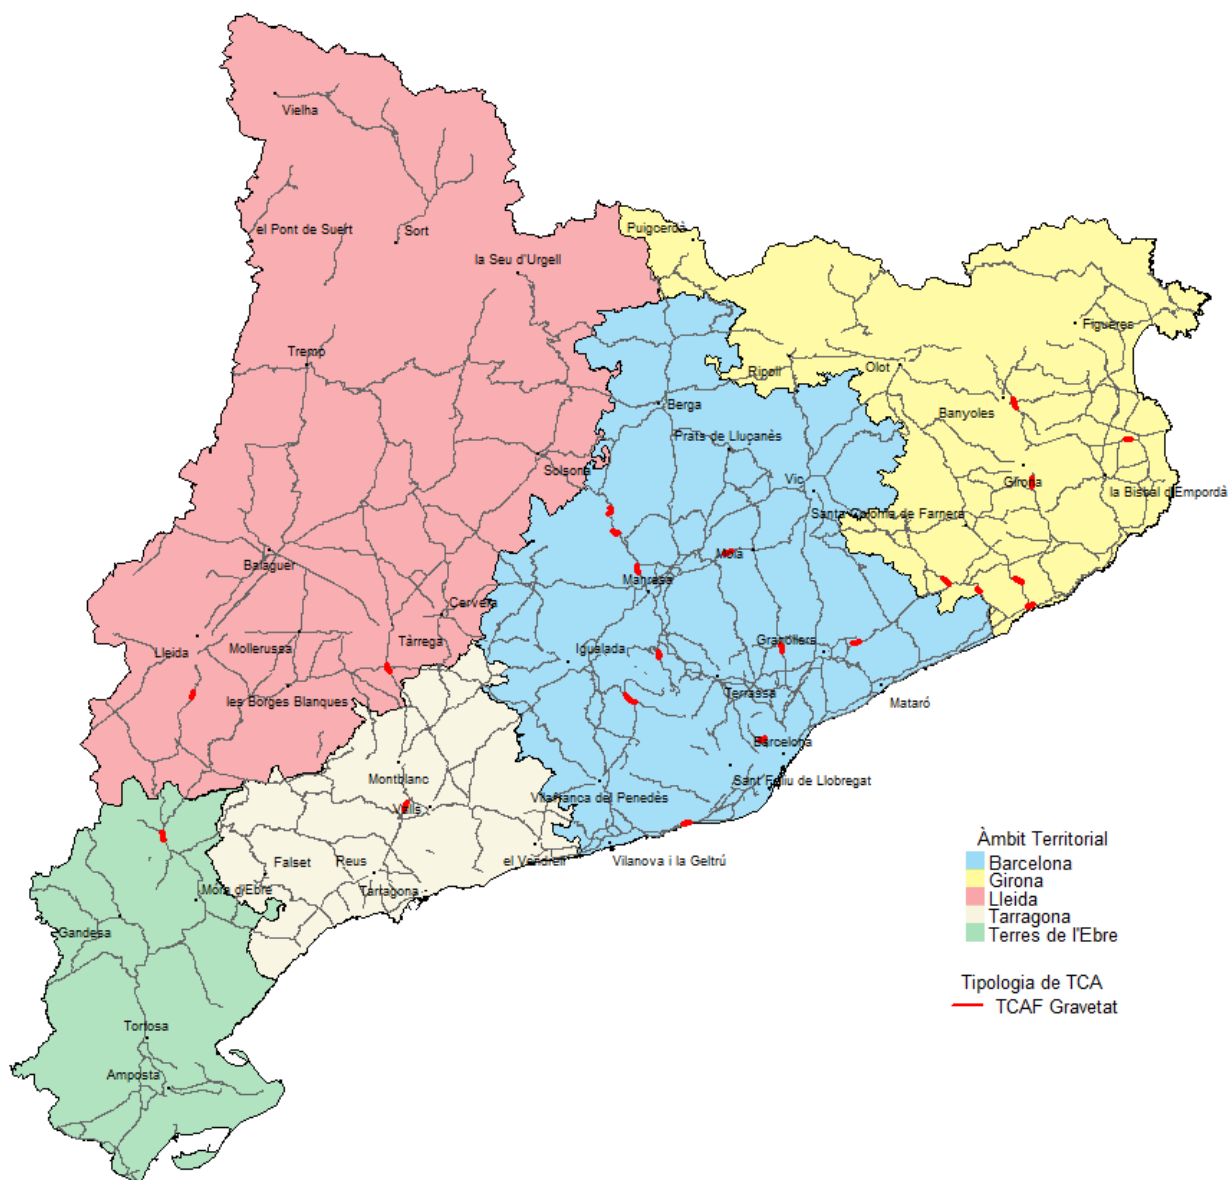 Vielha
el Pont de Suert
Sort
Puigcerdà
la Seu d'Urgell
Figueres
Tremp
Ripoll
Olot
Berga
Banyoles
Prats de Lluçanès
Solsona
Vic
Girona
la Bisbal d'Empordà
Santa Coloma de Farners
Moià
Balaguer
Manresa
Cervera
Lleida
Mollerussa
Tàrrega
Igualada
Granollers
les Borges Blanques
Terrassa
Mataró
Barcelona
Montblanc
Sant Feliu de Llobregat
Vilafranca del Penedès
Valls
Falset
Reus
el Vendrell
Vilanova i la Geltrú
Móra d'Ebre
Tarragona
Gandesa
Tortosa
Amposta
Àmbit Territorial
Barcelona
Girona
Lleida
Tarragona
Terres de l'Ebre
Tipologia de TCA
TCAF Gravetat